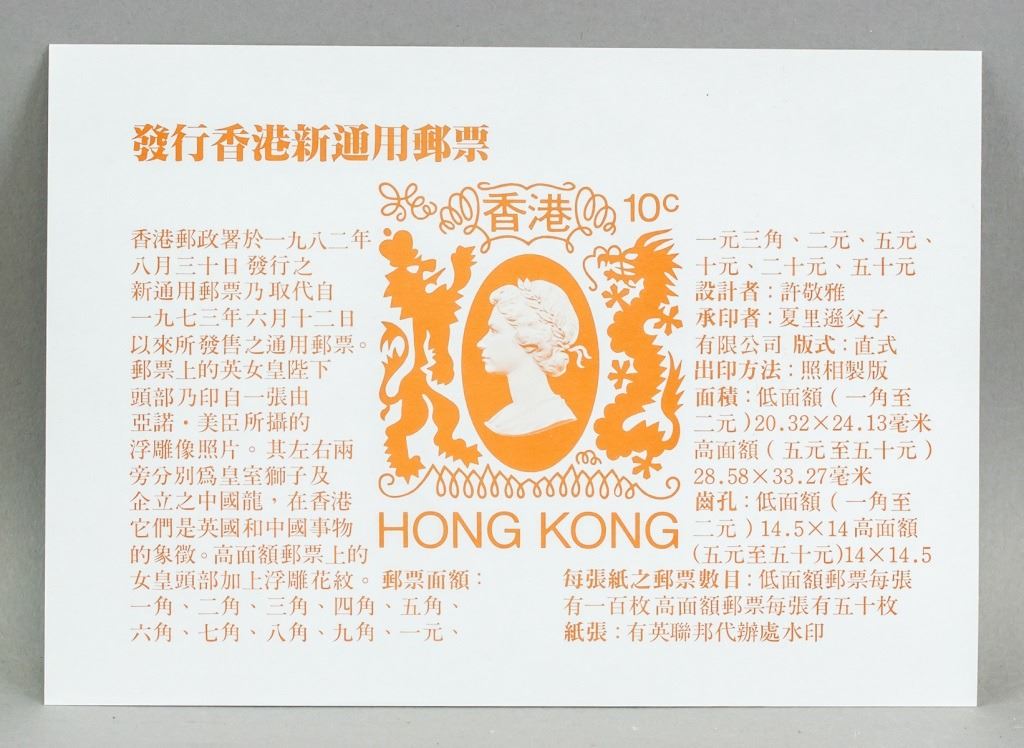 發行香港新通用郵票
香港 10c
香港郵政署於一九八二年
八月三十日發行之
新通用郵票乃取代自
一九七三年六月十二日
以來所發售之通用郵票。
郵票上的英女皇陛下
頭部乃印自一張由
亞諾·美臣所攝的
浮雕像照片。其左右兩
旁分別爲皇室獅子及
企立之中國龍,在香港
它們是英國和中國事物
的象徵。高面額郵票上的
女皇頭部加上浮雕花紋。郵票面額:
一角、二角、三角、四角、五角、
六角、七角、八角、九角、一元、
HONG KONG
一元三角、二元、五元、
十元、二十元、五十元
設計者:許敬雅
承印者:夏里遜父子
有限公司 版式:直式
出印方法:照相製版
面積:低面額(一角至
二元)20.32×24.13毫米
高面額(五元至五十元)
28.58×33.27毫米
齒孔:低面額(一角至
二元)14.5×14高面額
(五元至五十元)14×14.5
每張紙之郵票數目:低面額郵票每張
有一百枚高面額郵票每張有五十枚
紙張:有英聯邦代辦處水印